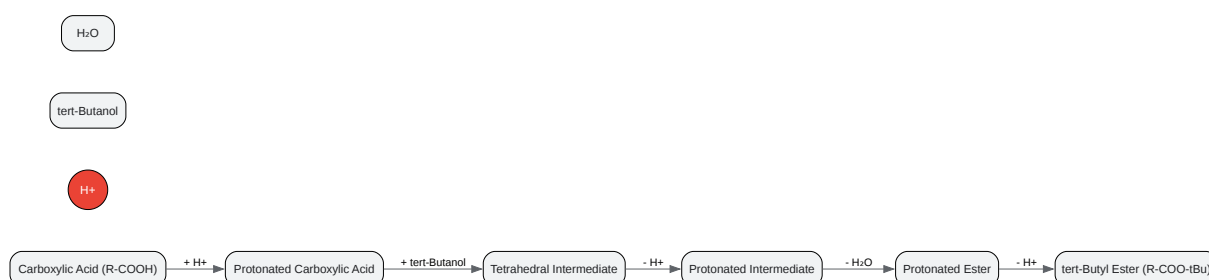 H₂O
tert-Butanol
H+
Carboxylic Acid (R-COOH)
+ H+
Protonated Carboxylic Acid
+ tert-Butanol
Tetrahedral Intermediate
- H+
Protonated Intermediate
- H₂O
Protonated Ester
- H+
tert-Butyl Ester (R-COO-tBu)